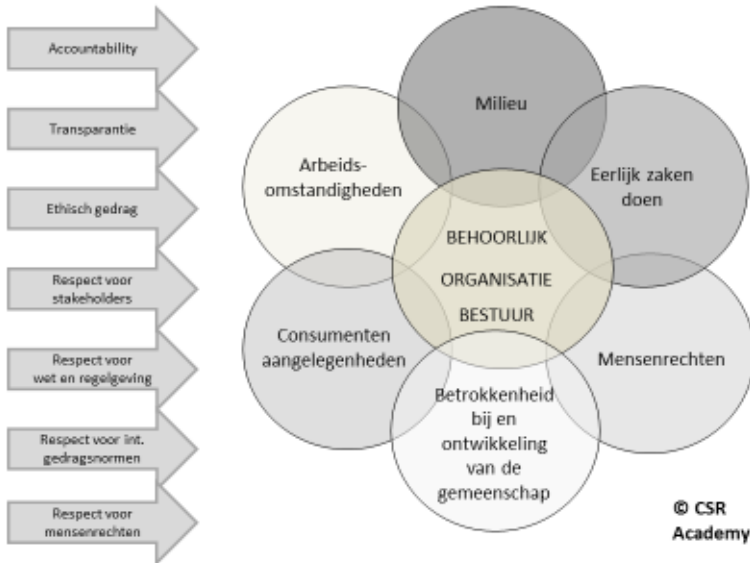 Accountability
Transparantie
Ethisch gedrag
Respect voor
stakeholders
Respect voor
wet en regelgeving
Respect voor int.
gedragsnormen
Respect voor
mensenrechten
Milieu
Arbeids-
omstandigheden
Eerlijk zaken
doen
BEHOORLIJK
ORGANISATIE
BESTUUR
Consumenten
aangelegenheden
Mensenrechten
Betrokkenheid
bij en
ontwikkeling
van de
gemeenschap
© CSR
Academy